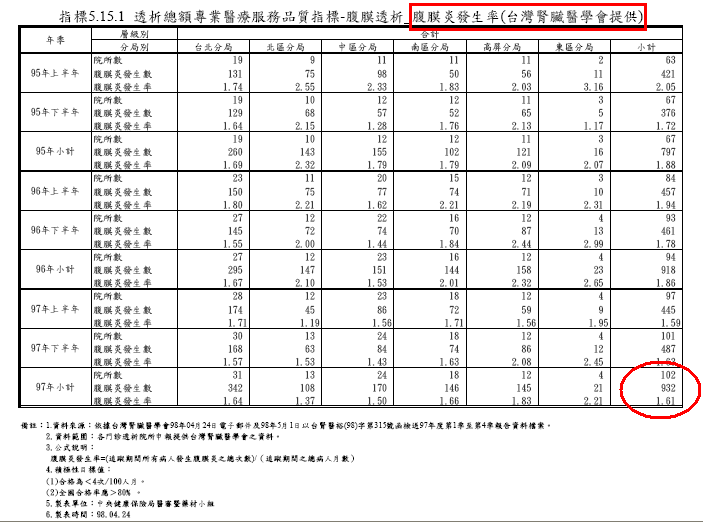 指標5.15.1 透析總額專業醫療服務品質指標-腹膜透析_腹膜炎發生率(台灣腎臟醫學會提供)
年季 層級別 合計
分局別 台北分局 北區分局 中區分局 南區分局 高屏分局 東區分局 小計
95年上半年 院所數 19 9 11 11 11 2 63
腹膜炎發生數 131 75 98 50 56 11 421
腹膜炎發生率 1.74 2.55 2.33 1.83 2.03 3.16 2.05
95年下半年 院所數 19 10 12 12 11 3 67
腹膜炎發生數 129 68 57 52 65 5 376
腹膜炎發生率 1.64 2.15 1.28 1.76 2.13 1.17 1.72
95年小計 院所數 19 10 12 12 11 3 67
腹膜炎發生數 260 143 155 102 121 16 797
腹膜炎發生率 1.69 2.32 1.79 1.79 2.09 2.07 1.88
96年上半年 院所數 23 11 20 15 12 3 84
腹膜炎發生數 150 75 77 74 71 10 457
腹膜炎發生率 1.80 2.21 1.62 2.21 2.19 2.31 1.94
96年下半年 院所數 27 12 22 16 12 4 93
腹膜炎發生數 145 72 74 70 87 13 461
腹膜炎發生率 1.55 2.00 1.44 1.84 2.44 2.99 1.78
96年小計 院所數 27 12 23 16 12 4 94
腹膜炎發生數 295 147 151 144 158 23 918
腹膜炎發生率 1.67 2.10 1.53 2.01 2.32 2.65 1.86
97年上半年 院所數 28 12 23 18 12 4 97
腹膜炎發生數 174 45 86 72 59 9 445
腹膜炎發生率 1.71 1.19 1.56 1.71 1.56 1.95 1.59
97年下半年 院所數 30 13 24 18 12 4 101
腹膜炎發生數 168 63 84 74 86 12 487
腹膜炎發生率 1.57 1.53 1.43 1.63 2.08 2.45 1.63
97年小計 院所數 31 13 24 18 12 4 102
腹膜炎發生數 342 108 170 146 145 21 932
腹膜炎發生率 1.64 1.37 1.50 1.66 1.83 2.21 1.61
備註：1.資料來源：依據台灣腎臟醫學會98年04月24日電子郵件及98年5月1日以台腎醫銘(98)字第315號函檢送97年度第1季至第4季報告資料檔案。
2.資料範圍：各門診透析院所申報提供台灣腎臟醫學會之資料。
3.公式說明：
腹膜炎發生率=(追蹤期間所有病人發生腹膜炎之總次數)/（追蹤期間之總病人月數）
4.積極性目標值：
(1)合格為＜4次/100人月。
(2)全國合格率應＞80% 。
5.製表單位：中央健康保險局醫審暨藥材小組
6.製表時間：98.04.24